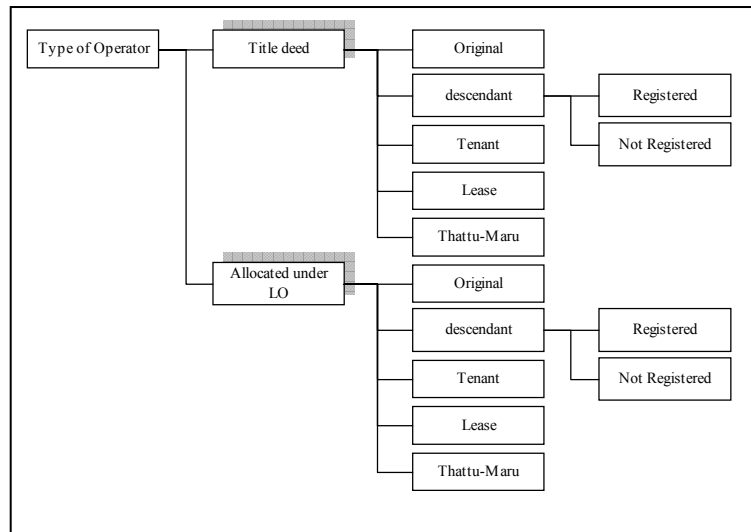 Type of Operator
Title deed
Original
descendant
Registered
Not Registered
Tenant
Lease
Thattu-Maru
Allocated under
LO
Original
descendant
Registered
Not Registered
Tenant
Lease
Thattu-Maru